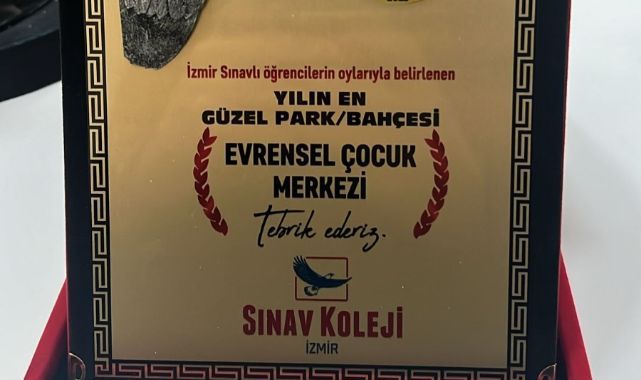 İzmir Sınavlı öğrencilerin oylarıyla belirlenen
YILIN EN
GÜZEL PARK/BAHÇESİ
EVRENSEL ÇOCUK
MERKEZİ
Tebrik ederiz.
SINAV KOLEJİ
İZMİR